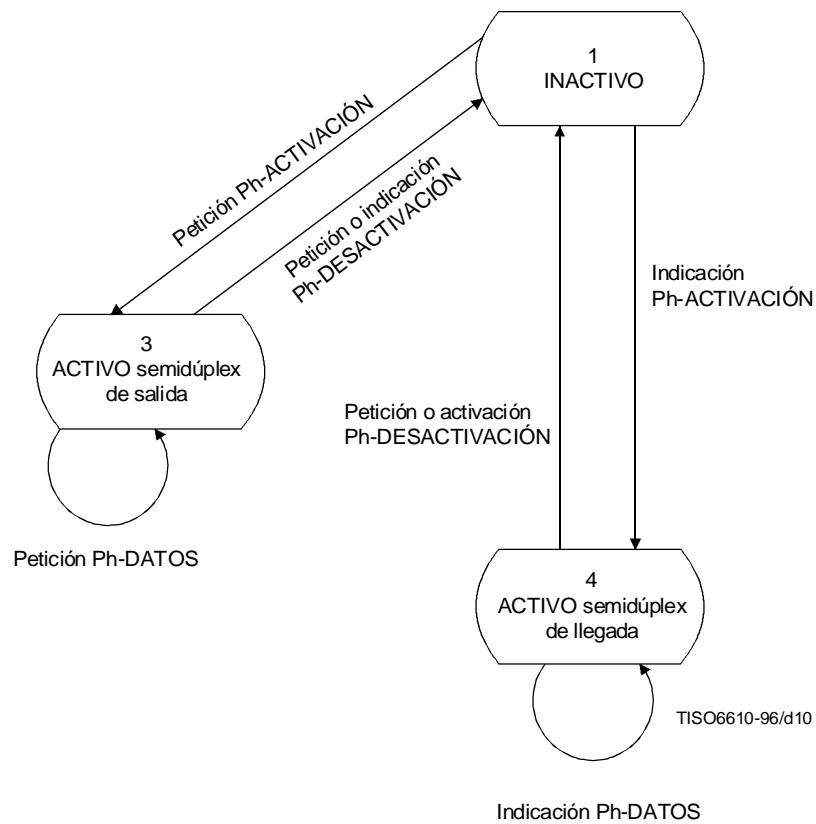 1
INACTIVO
Petición Ph-ACTIVACIÓN
Petición o indicación
Ph-DESACTIVACIÓN
Indicación
Ph-ACTIVACIÓN
3
ACTIVO semidúplex
de salida
Petición o activación
Ph-DESACTIVACIÓN
Petición Ph-DATOS
4
ACTIVO semidúplex
de llegada
TISO6610-96/d10
Indicación Ph-DATOS